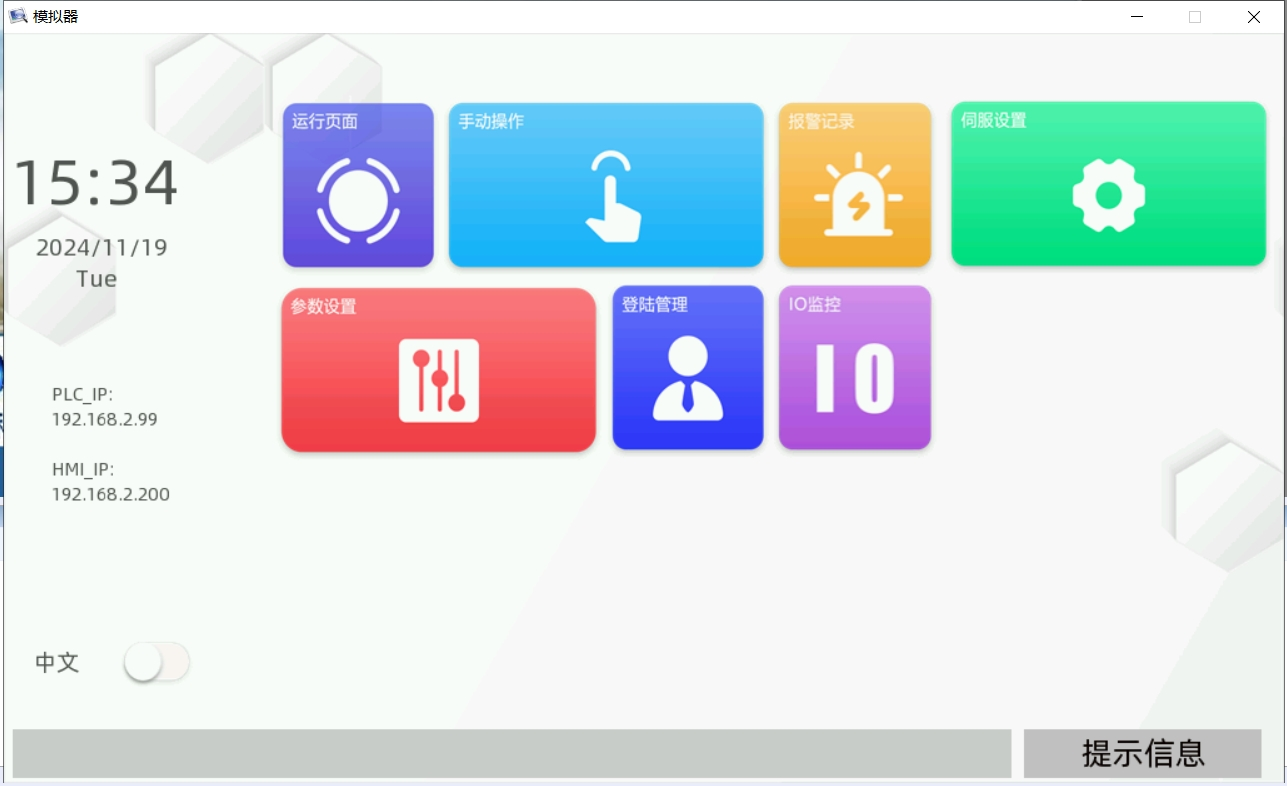 模拟器
15:34
2024/11/19
Tue
PLC_IP:
192.168.2.99
HMI_IP:
192.168.2.200
中文
运行页面
手动操作
报警记录
伺服设置
参数设置
登陆管理
IO监控
IO
提示信息